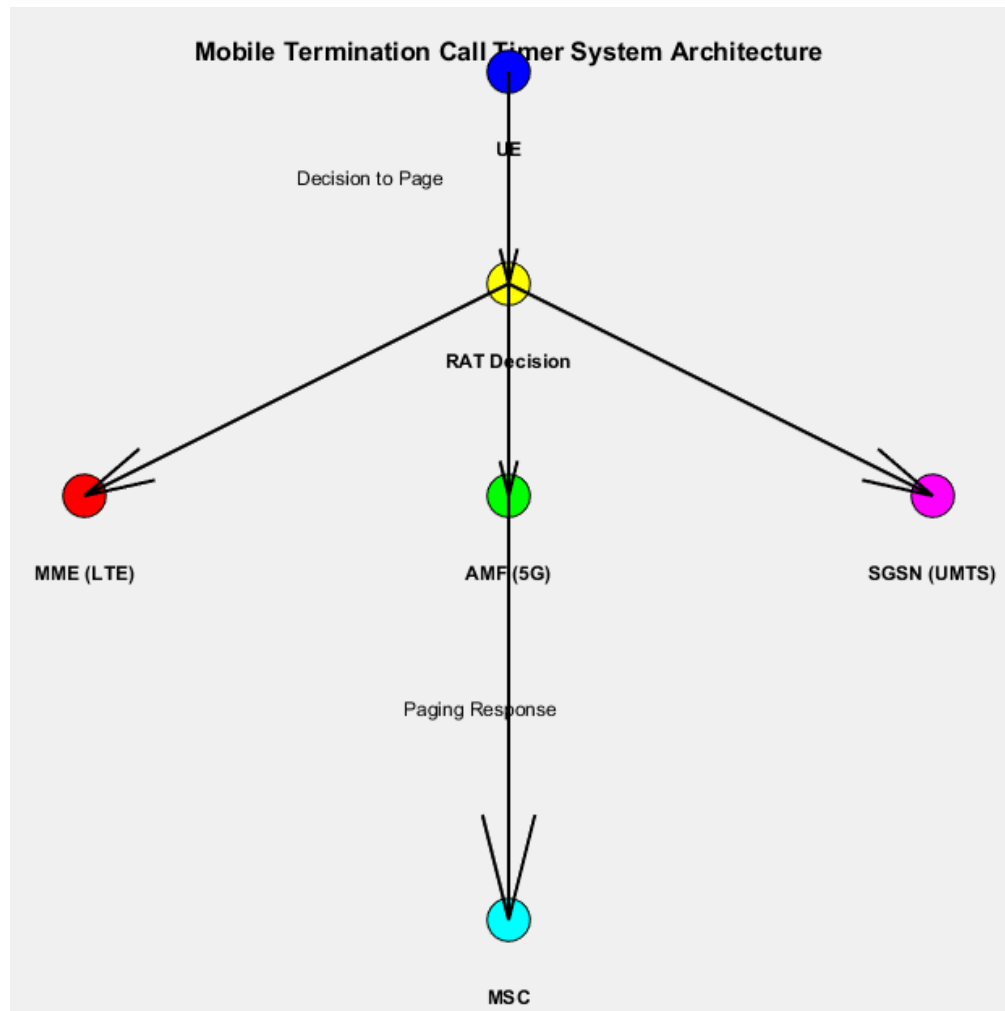 Mobile Termination Call Timer System Architecture
UE
Decision to Page
RAT Decision
MME (LTE)
AMF (5G)
SGSN (UMTS)
Paging Response
MSC